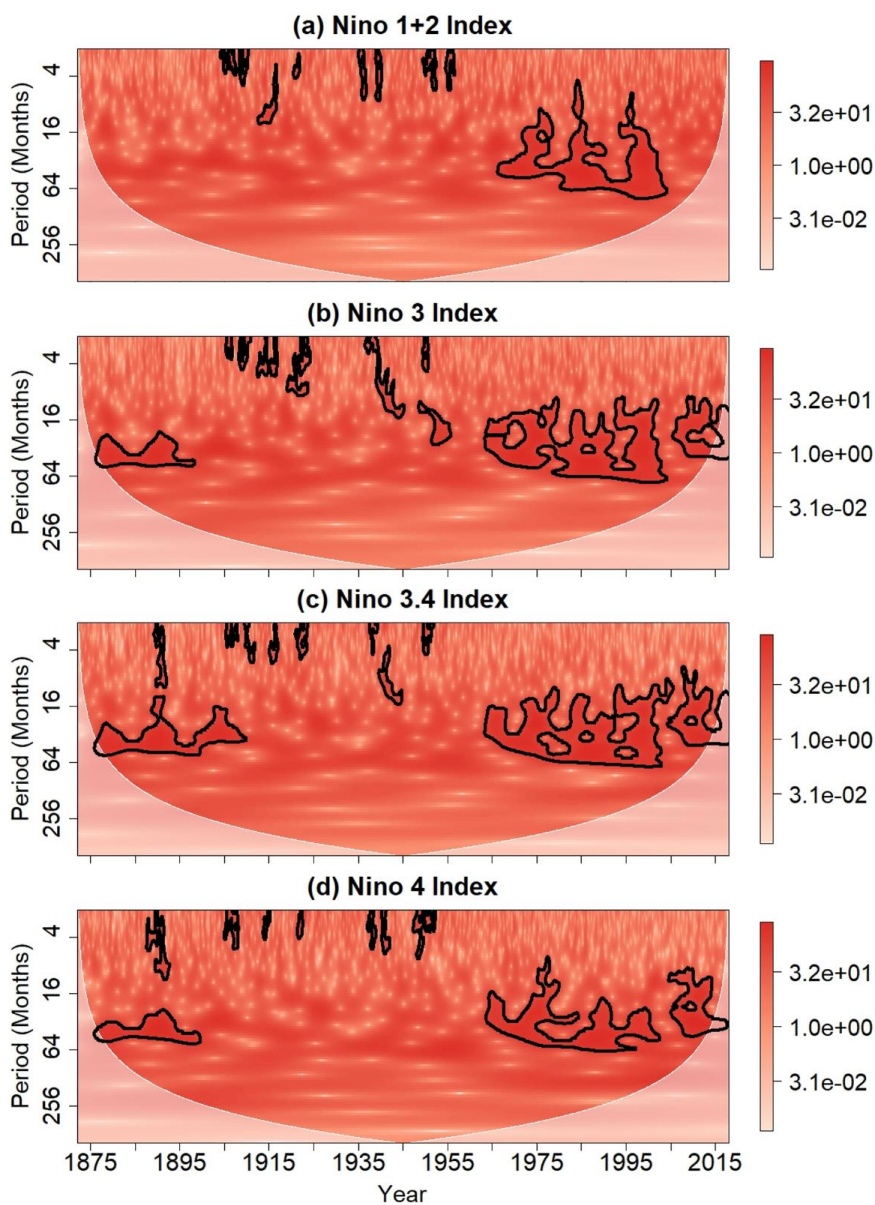 (a) Nino 1+2 Index
Period (Months)
4
16
64
256
3.2e+01
1.0e+00
3.1e-02
(b) Nino 3 Index
Period (Months)
4
16
64
256
3.2e+01
1.0e+00
3.1e-02
(c) Nino 3.4 Index
Period (Months)
4
16
64
256
3.2e+01
1.0e+00
3.1e-02
(d) Nino 4 Index
Period (Months)
4
16
64
256
3.2e+01
1.0e+00
3.1e-02
1875 1895 1915 1935 1955 1975 1995 2015
Year